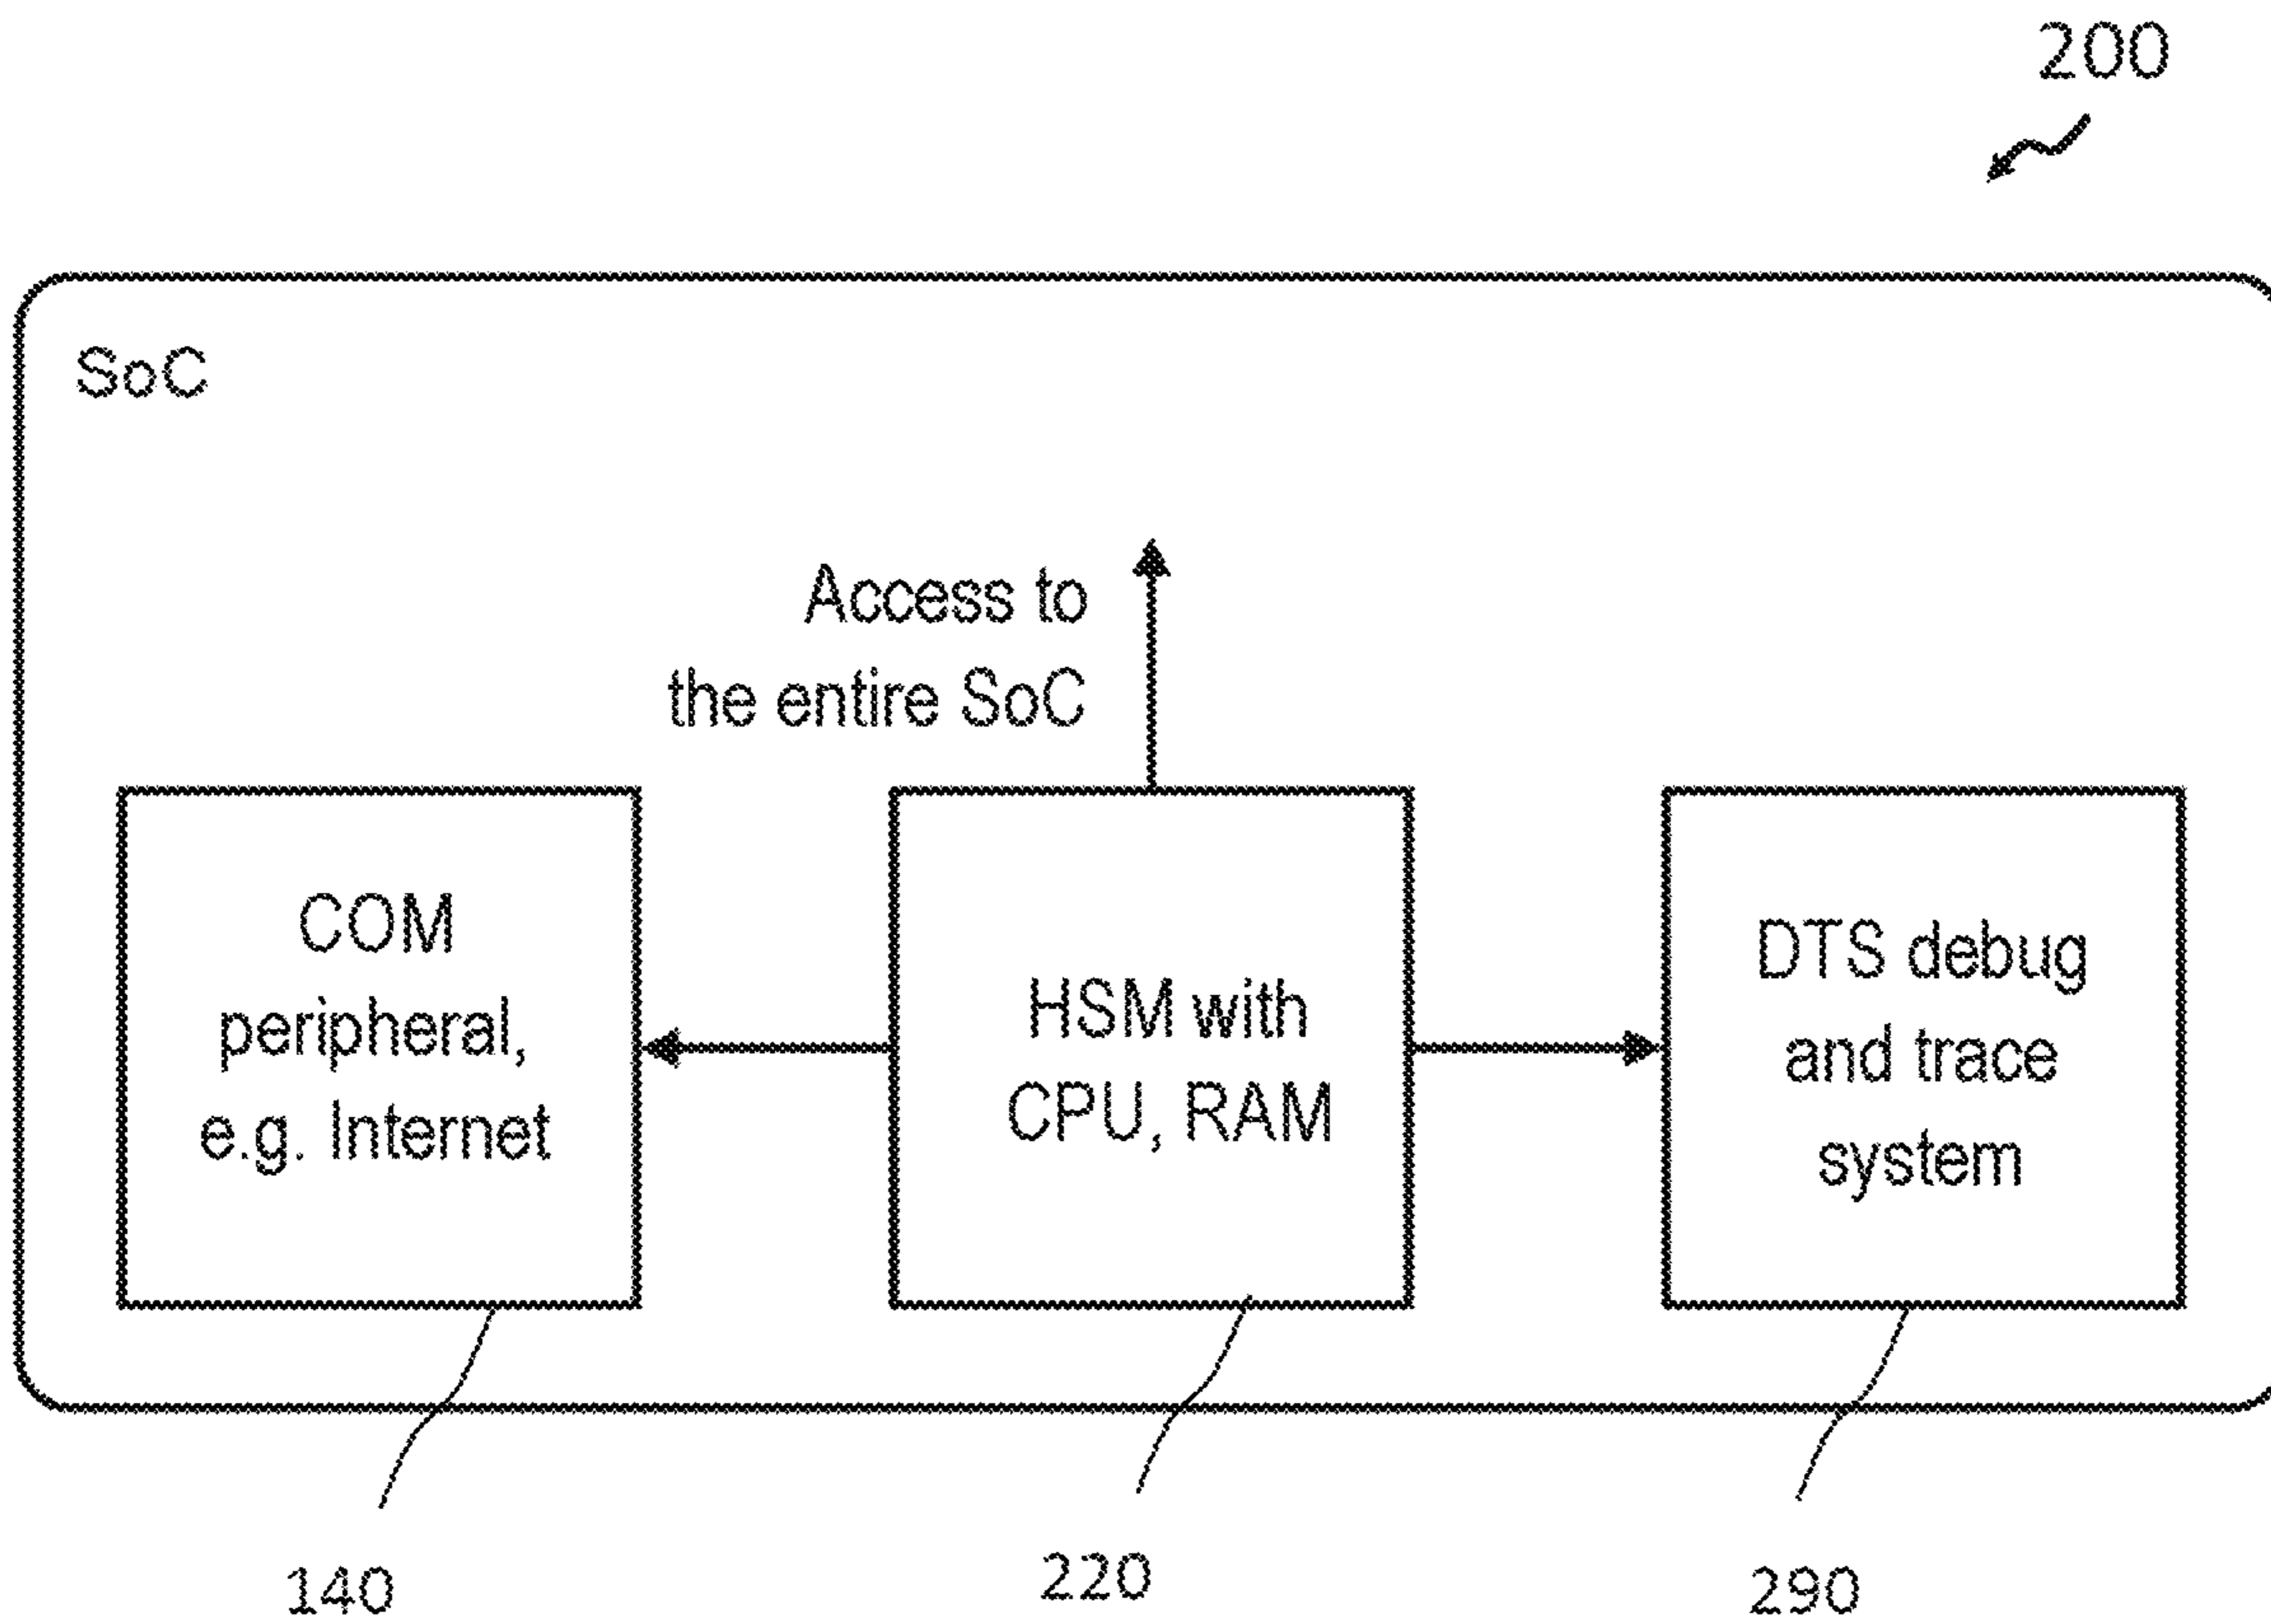 200
SoC
Access to
the entire SoC
COM
peripheral,
e.g. Internet
HSM with
CPU, RAM
DTS debug
and trace
system
140
220
290